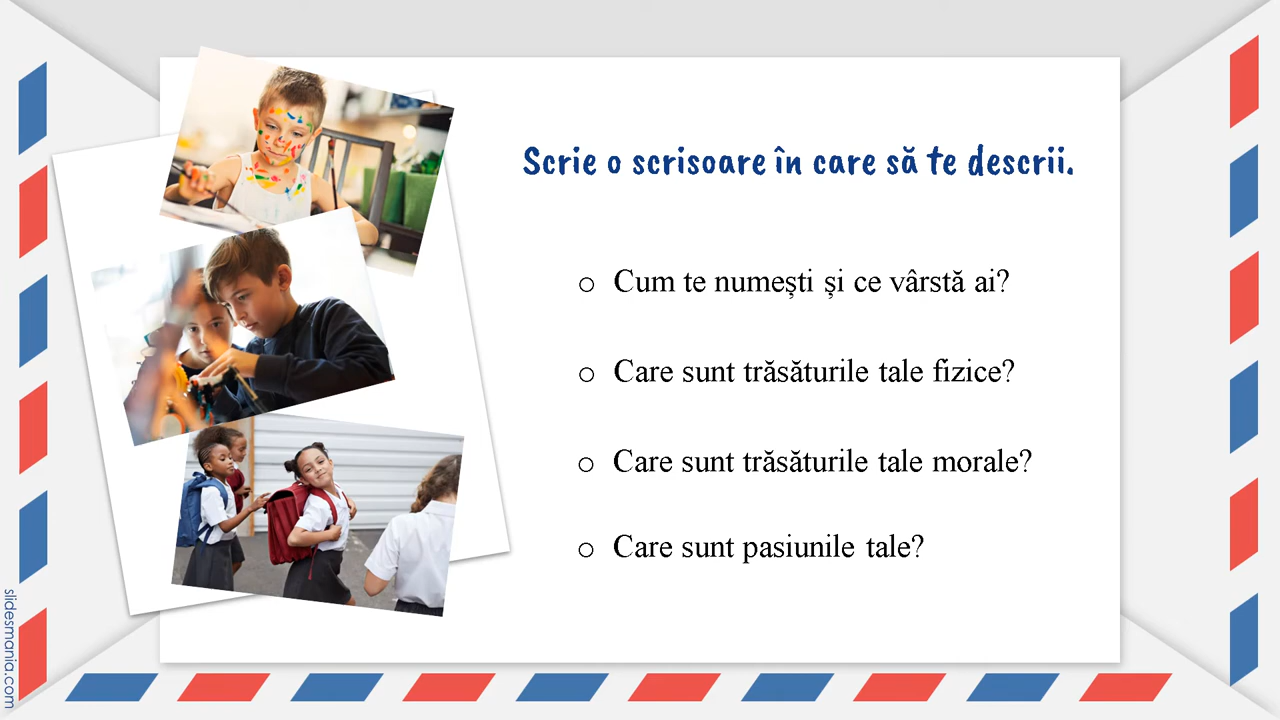 Scrie o scrisoare în care să te descrii.
o Cum te numești și ce vârstă ai?
o Care sunt trăsăturile tale fizice?
o Care sunt trăsăturile tale morale?
o Care sunt pasiunile tale?
slidesmania.com